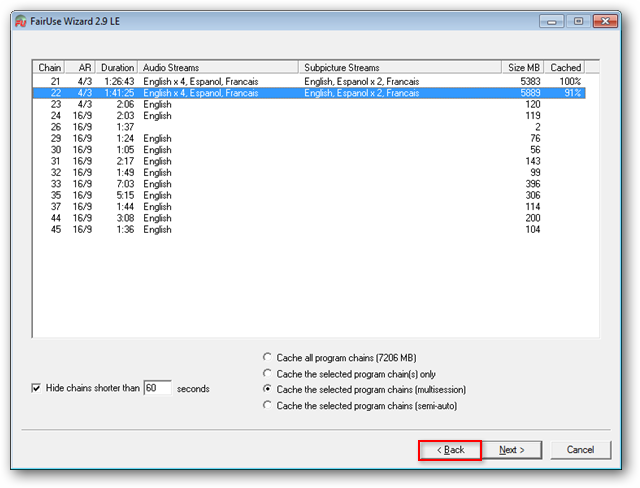 FairUse Wizard 2.9 LE
Chain AR Duration Audio Streams Subpicture Streams Size MB Cached
21 4/3 1:26:43 English x 4, Espanol, Francais English, Espanol x 2, Francais 5383 100%
22 4/3 1:41:25 English x 4, Espanol, Francais English, Espanol x 2, Francais 5889 91%
23 4/3 2:06 English 120
24 16/9 2:03 English 119
26 16/9 1:37 2
29 16/9 1:24 English 76
30 16/9 1:05 English 56
31 16/9 2:17 English 143
32 16/9 1:49 English 99
33 16/9 7:03 English 396
35 16/9 5:15 English 306
37 16/9 1:44 English 114
44 16/9 3:08 English 200
45 16/9 1:36 English 104
Cache all program chains (7206 MB)
Cache the selected program chain(s) only
Hide chains shorter than 60 seconds
Cache the selected program chains (multisession)
Cache the selected program chains (semi-auto)
< Back Next > Cancel